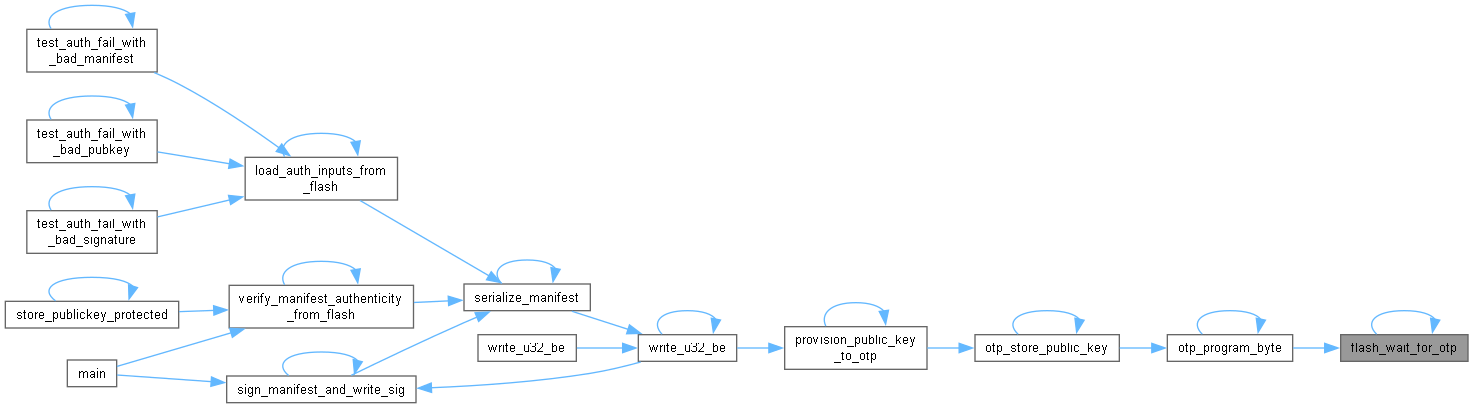 test_auth_fail_with
_bad_manifest
test_auth_fail_with
_bad_pubkey
load_auth_inputs_from
_flash
test_auth_fail_with
_bad_signature
serialize_manifest
verify_manifest_authenticity
_from_flash
store_publickey_protected
write_u32_be
write_u32_be
provision_public_key
_to_otp
otp_store_public_key
otp_program_byte
flash_wait_for_otp
main
sign_manifest_and_write_sig